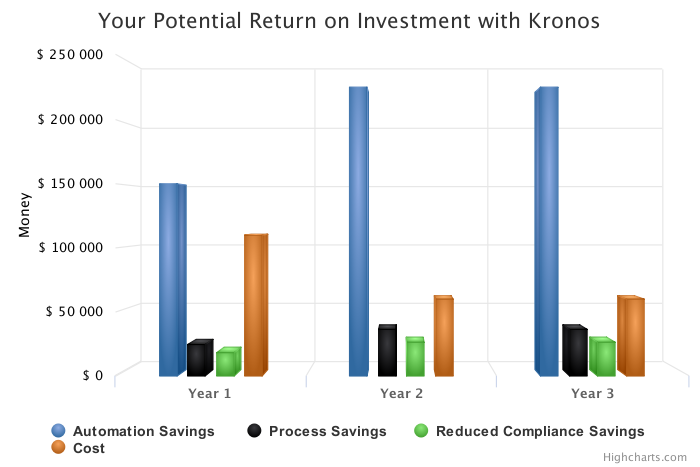 Your Potential Return on Investment with Kronos
$ 250 000
$ 200 000
$ 150 000
$ 100 000
$ 50 000
$ 0
Money
Year 1
Year 2
Year 3
Automation Savings
Process Savings
Reduced Compliance Savings
Cost
Highcharts.com